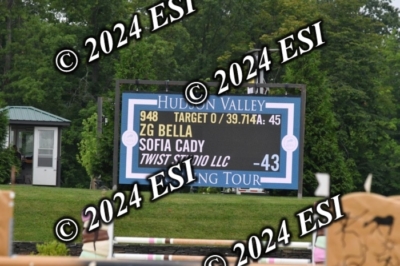 © 2024 ESI
© 2024 ESI
HUDSON VALLEY
948 TARGET 0 / 39.714 A: 45
ZG BELLA
SOFIA CADY
TWIST STUDIO LLC
-43
© 2024 ESI
ING TOUR
© 2024 ESI
© 2024 ESI